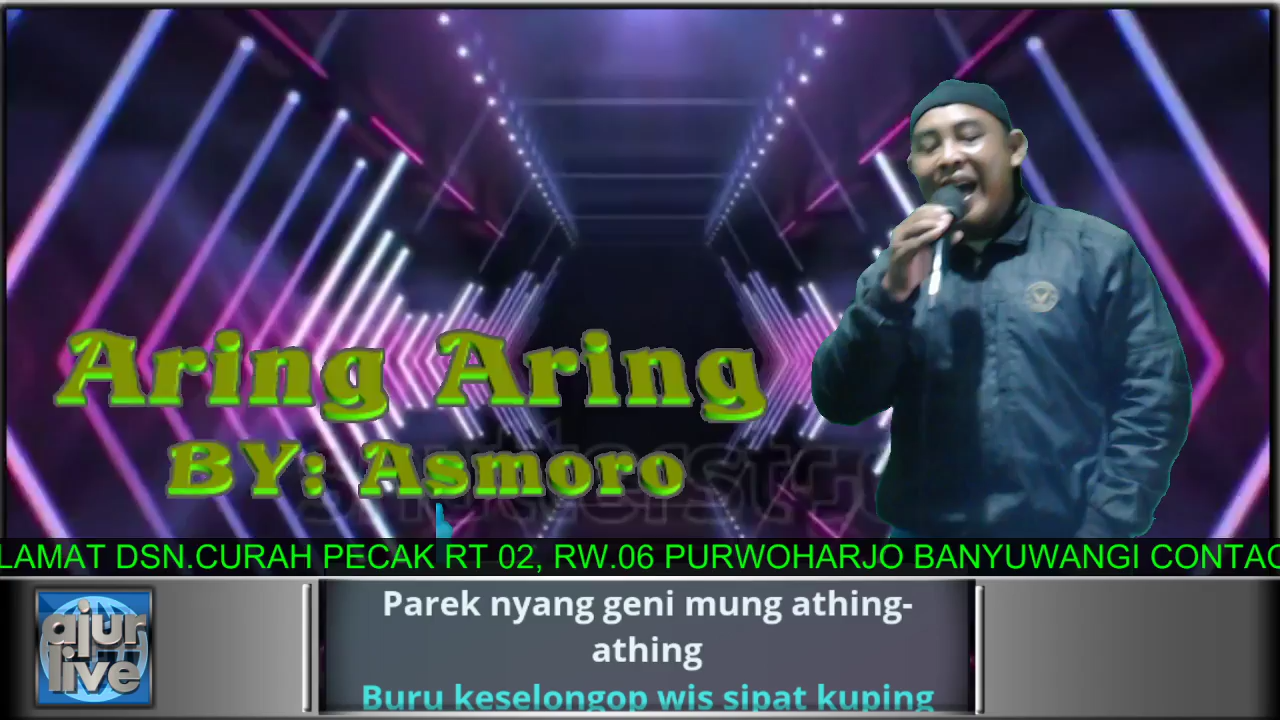 Aring Aring
BY: Asmoro
shutterstock
LAMAT DSN.CURAH PECAK RT 02, RW.06 PURWOHARJO BANYUWANGI CONTAC
ajur
live
Parek nyang geni mung athing-
athing
Buru keselongop wis sipat kuping